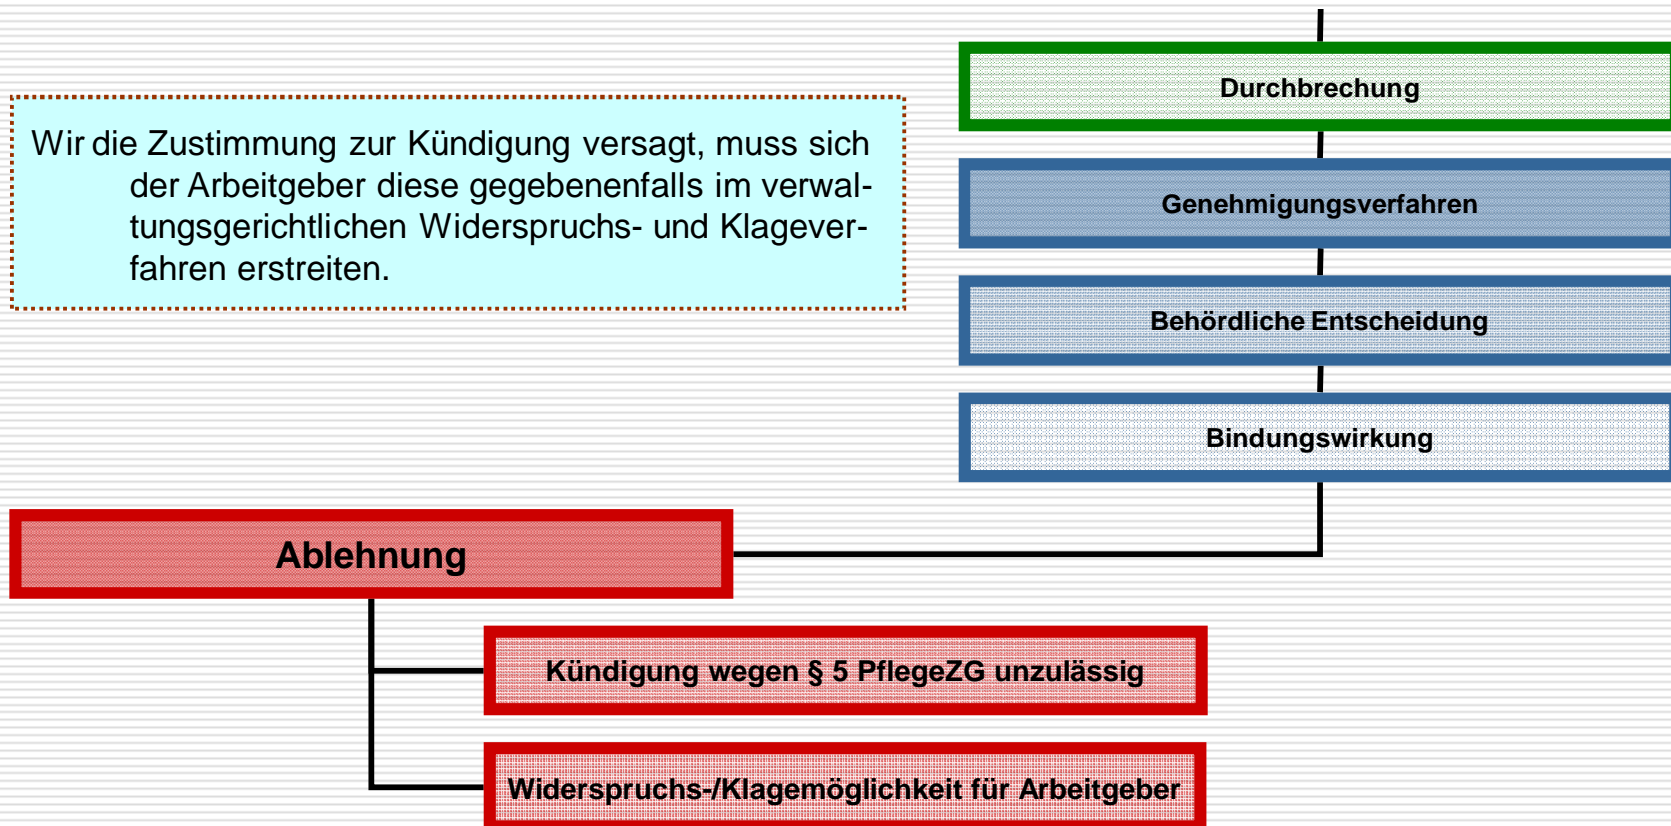 Durchbrechung
Wir die Zustimmung zur Kündigung versagt, muss sich
der Arbeitgeber diese gegebenenfalls im verwal-
tungsgerichtlichen Widerspruchs- und Klagever-
fahren erstreiten.
Genehmigungsverfahren
Behördliche Entscheidung
Bindungswirkung
Ablehnung
Kündigung wegen § 5 PflegeZG unzulässig
Widerspruchs-/Klagemöglichkeit für Arbeitgeber